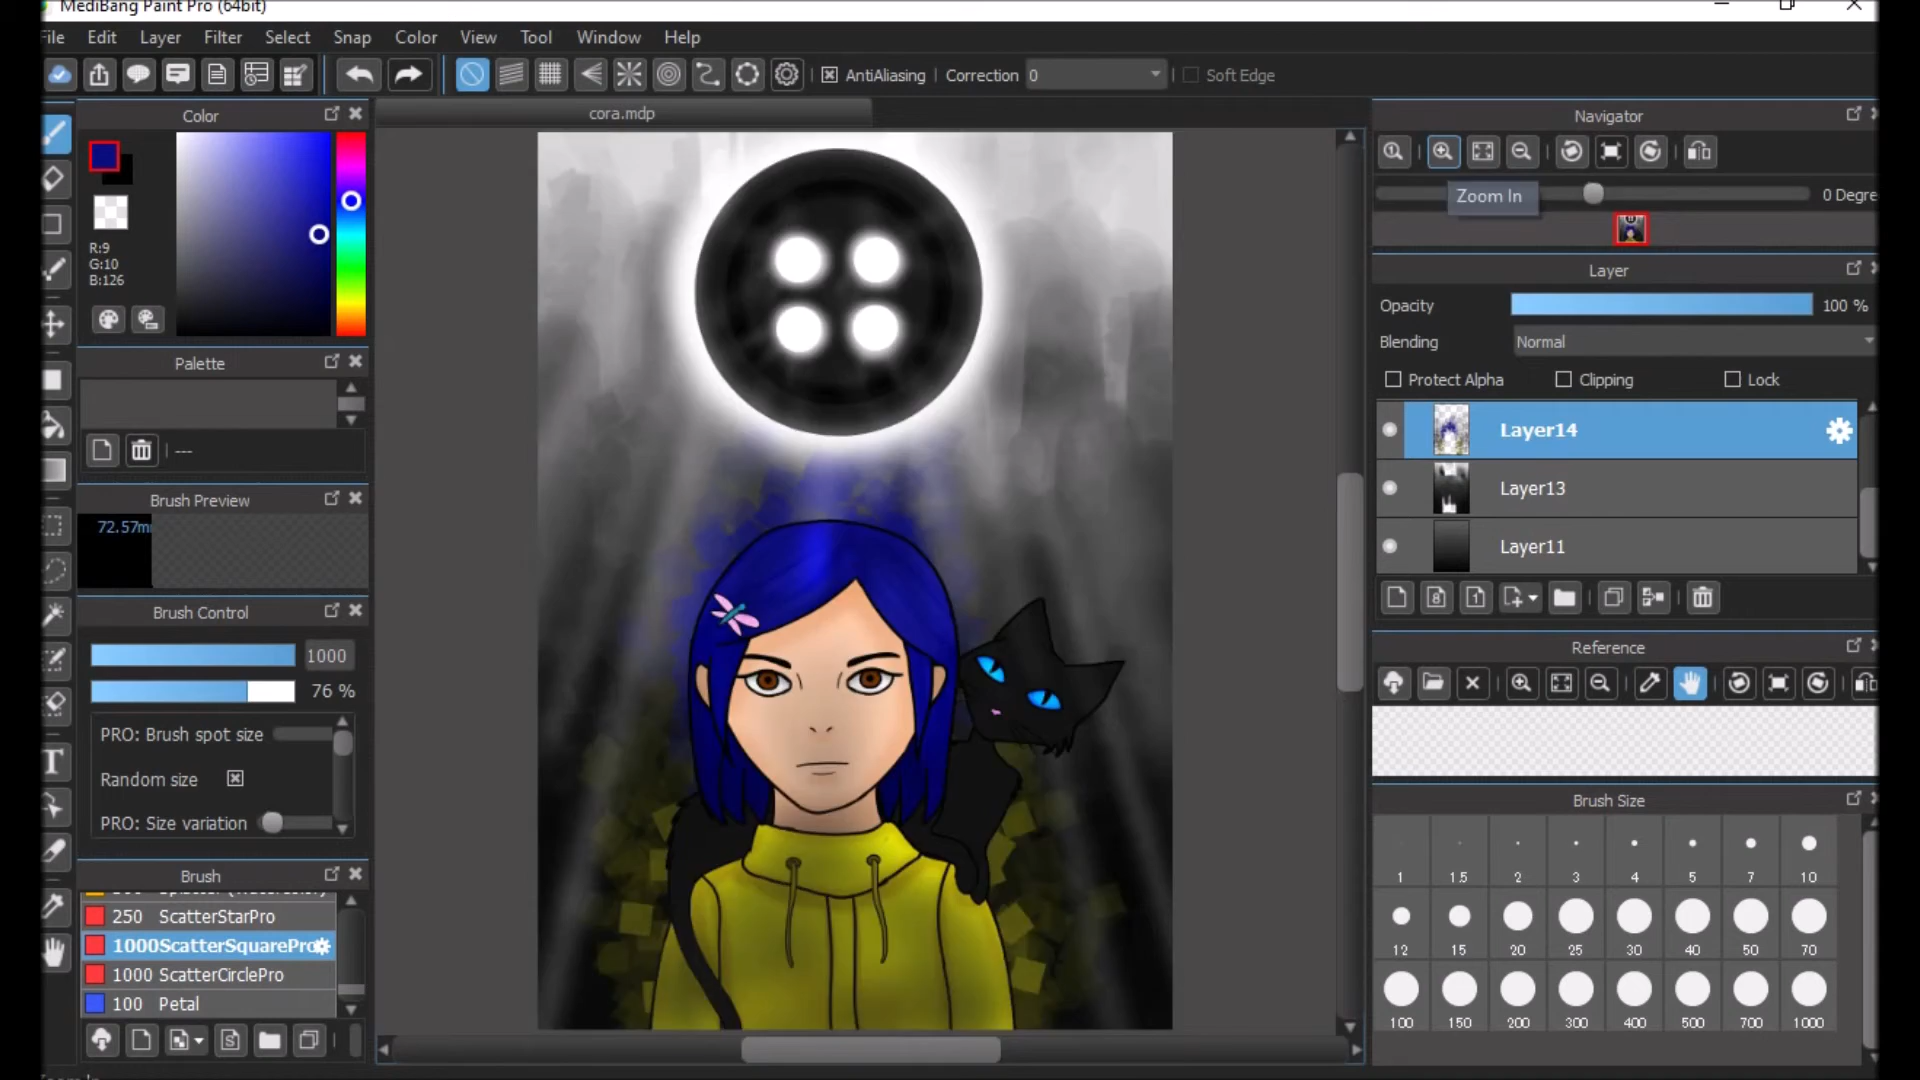 MediBang Paint Pro (64bit)
File Edit Layer Filter Select Snap Color View Tool Window Help
AntiAliasing Correction 0 Soft Edge
Color
cora.mdp
Navigator
Zoom In
0 Degre
R:9
G:10
B:126
Layer
Opacity 100 %
Blending Normal
Protect Alpha Clipping Lock
Palette
---
Layer14
Layer13
Layer11
Brush Preview
72.57m
Brush Control
1000
76 %
PRO: Brush spot size
Random size
PRO: Size variation
Reference
Brush
250 ScatterStarPro
1000ScatterSquarePro
1000 ScatterCirclePro
100 Petal
Brush Size
1 1.5 2 3 4 5 7 10
12 15 20 25 30 40 50 70
100 150 200 300 400 500 700 1000